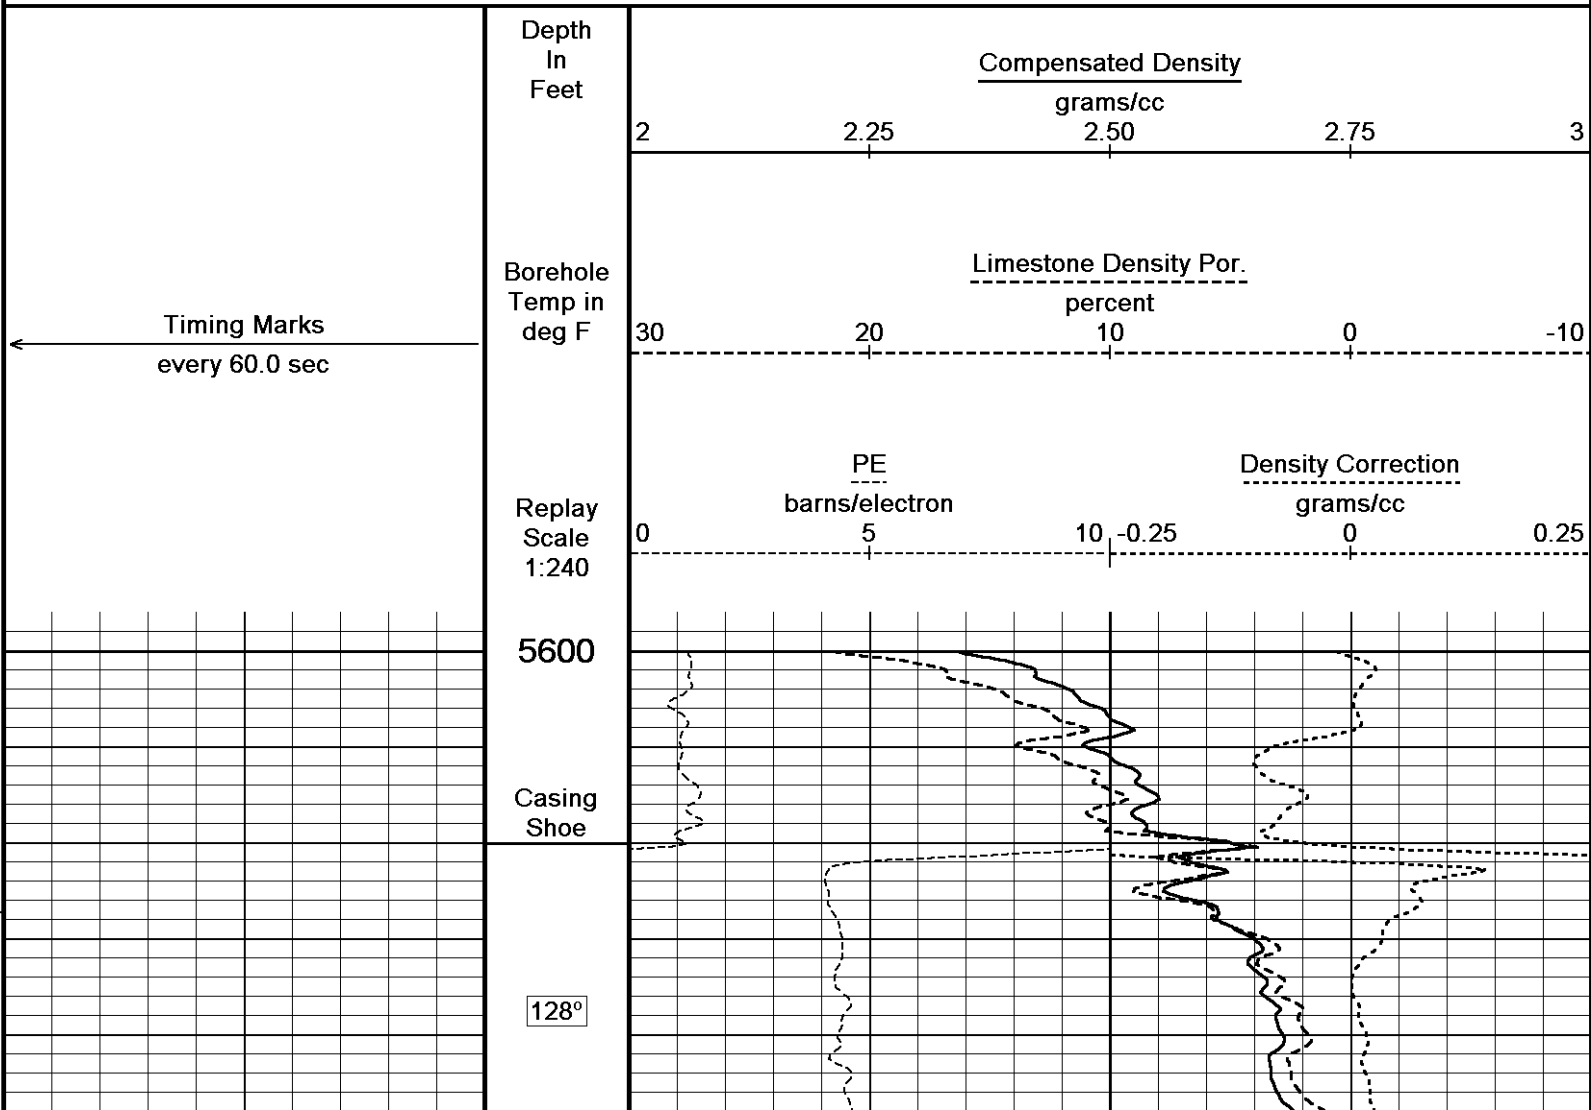 Depth
In
Feet
Compensated Density
grams/cc
2 2.25 2.50 2.75 3
Borehole
Temp in
deg F
Limestone Density Por.
percent
30 20 10 0 -10
Timing Marks
every 60.0 sec
Replay
Scale
1:240
PE
barns/electron
0 5 10
Density Correction
grams/cc
-0.25 0 0.25
5600
Casing
Shoe
128º